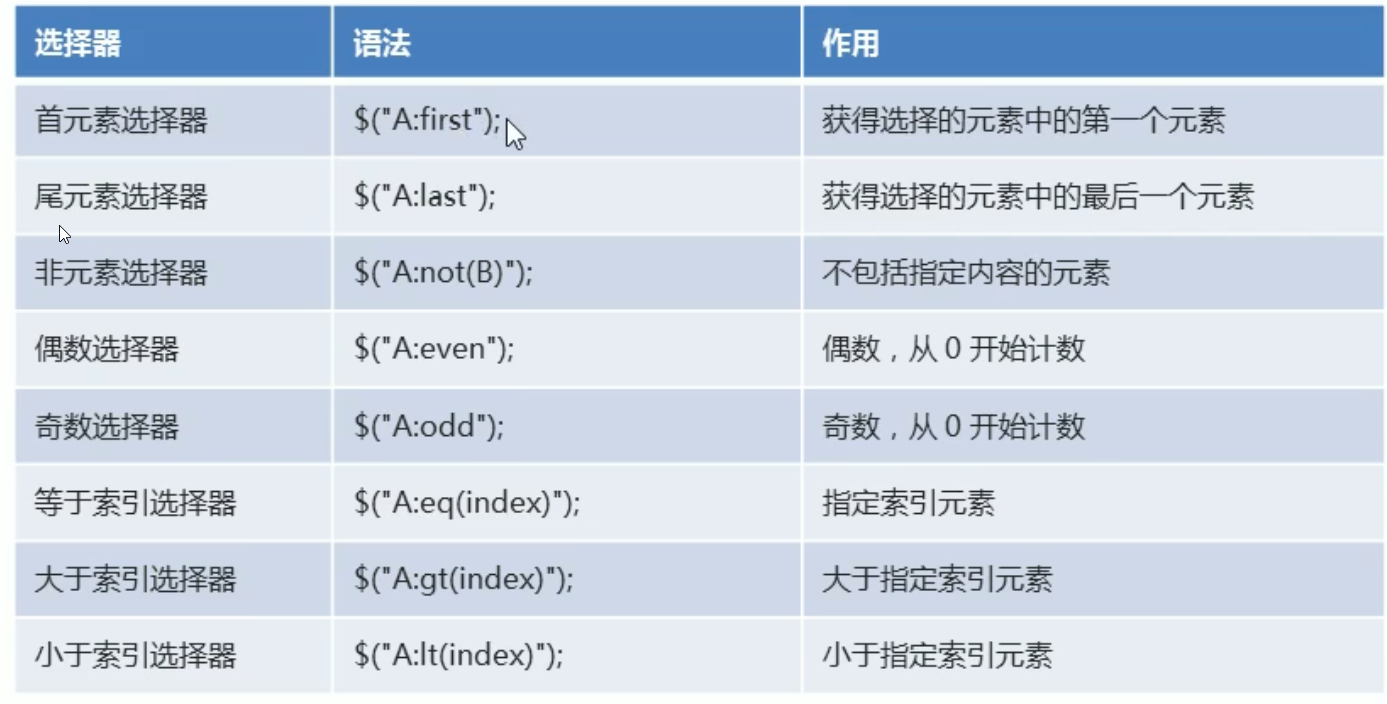 选择器 语法 作用
首元素选择器 $("A:first"); 获得选择的元素中的第一个元素
尾元素选择器 $("A:last"); 获得选择的元素中的最后一个元素
非元素选择器 $("A:not(B)"); 不包括指定内容的元素
偶数选择器 $("A:even"); 偶数，从 0 开始计数
奇数选择器 $("A:odd"); 奇数，从 0 开始计数
等于索引选择器 $("A:eq(index)"); 指定索引元素
大于索引选择器 $("A:gt(index)"); 大于指定索引元素
小于索引选择器 $("A:lt(index)"); 小于指定索引元素